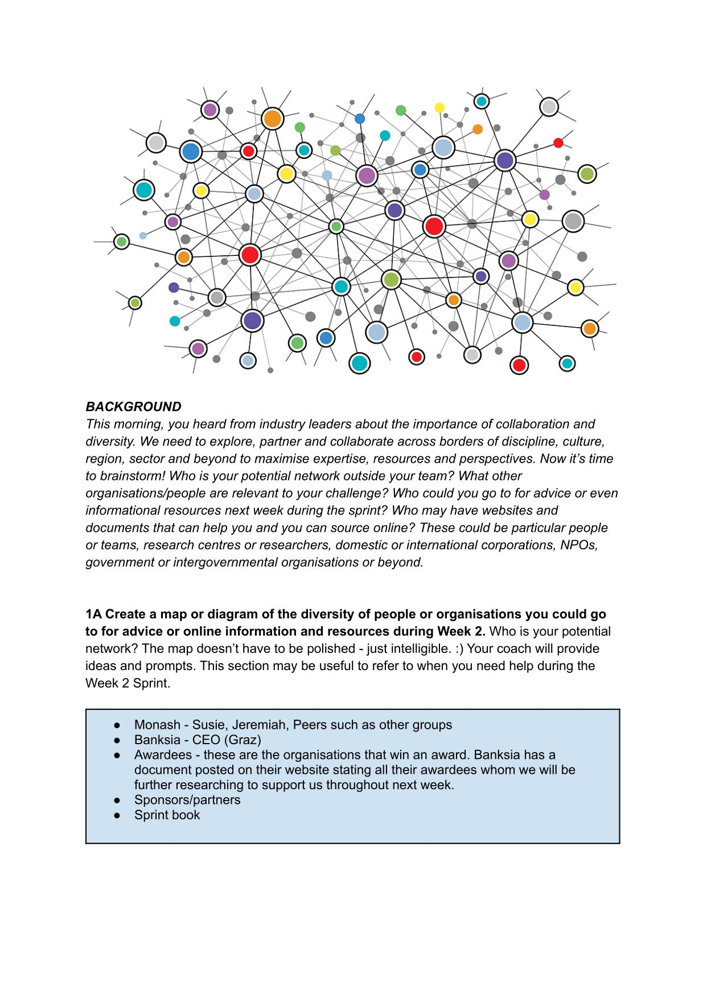 BACKGROUND
This morning, you heard from industry leaders about the importance of collaboration and
diversity. We need to explore, partner and collaborate across borders of discipline, culture,
region, sector and beyond to maximise expertise, resources and perspectives. Now it's time
to brainstorm! Who is your potential network outside your team? What other
organisations/people are relevant to your challenge? Who could you go to for advice or even
informational resources next week during the sprint? Who may have websites and
documents that can help you and you can source online? These could be particular people
or teams, research centres or researchers, domestic or international corporations, NPOs,
government or intergovernmental organisations or beyond.
1A Create a map or diagram of the diversity of people or organisations you could go
to for advice or online information and resources during Week 2. Who is your potential
network? The map doesn't have to be polished - just intelligible. :) Your coach will provide
ideas and prompts. This section may be useful to refer to when you need help during the
Week 2 Sprint.
● Monash - Susie, Jeremiah, Peers such as other groups
● Banksia - CEO (Graz)
● Awardees - these are the organisations that win an award. Banksia has a
document posted on their website stating all their awardees whom we will be
further researching to support us throughout next week.
● Sponsors/partners
● Sprint book